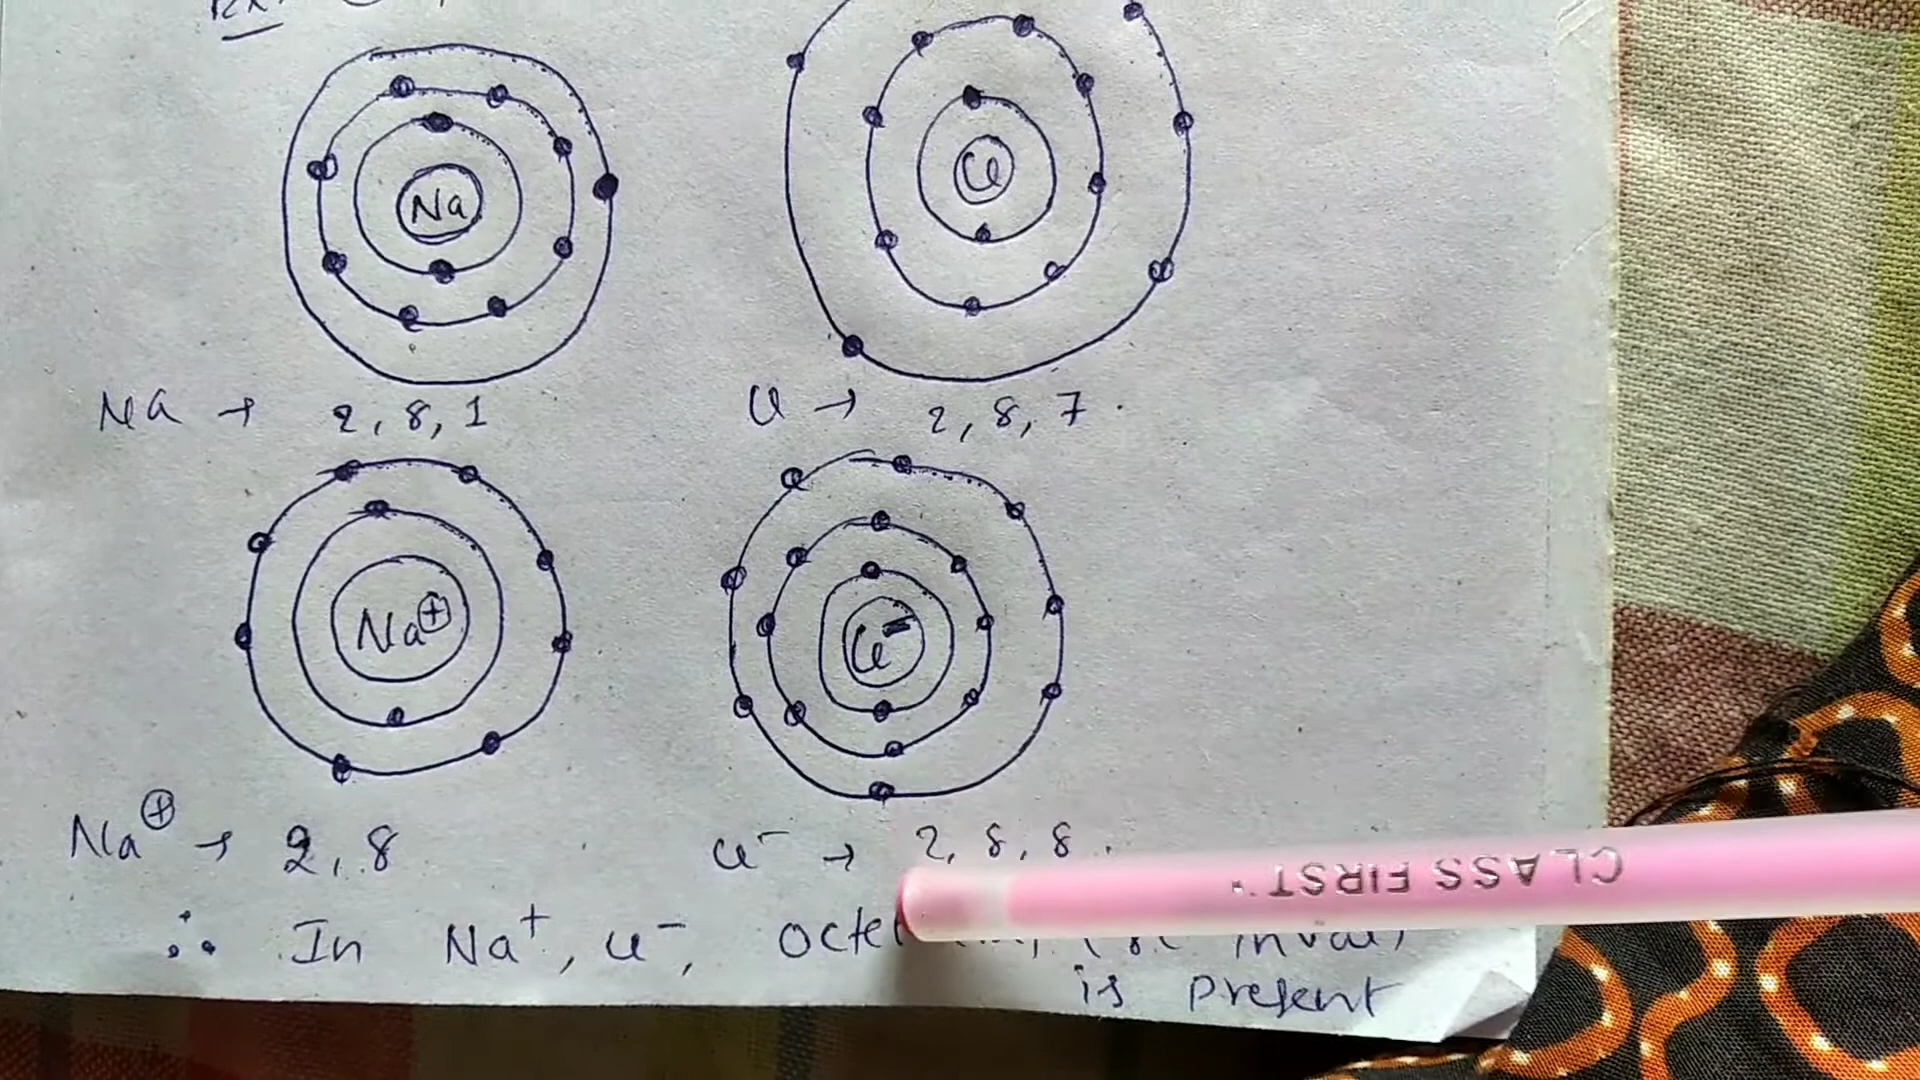 Ex:
Na
Cl
Na → 2, 8, 1
Cl → 2, 8, 7.
Na⊕
Cl⁻
Na⊕ → 2, 8
Cl⁻ → 2, 8, 8.
CLASS FIRST
∴ In Na⁺, Cl⁻,
is present